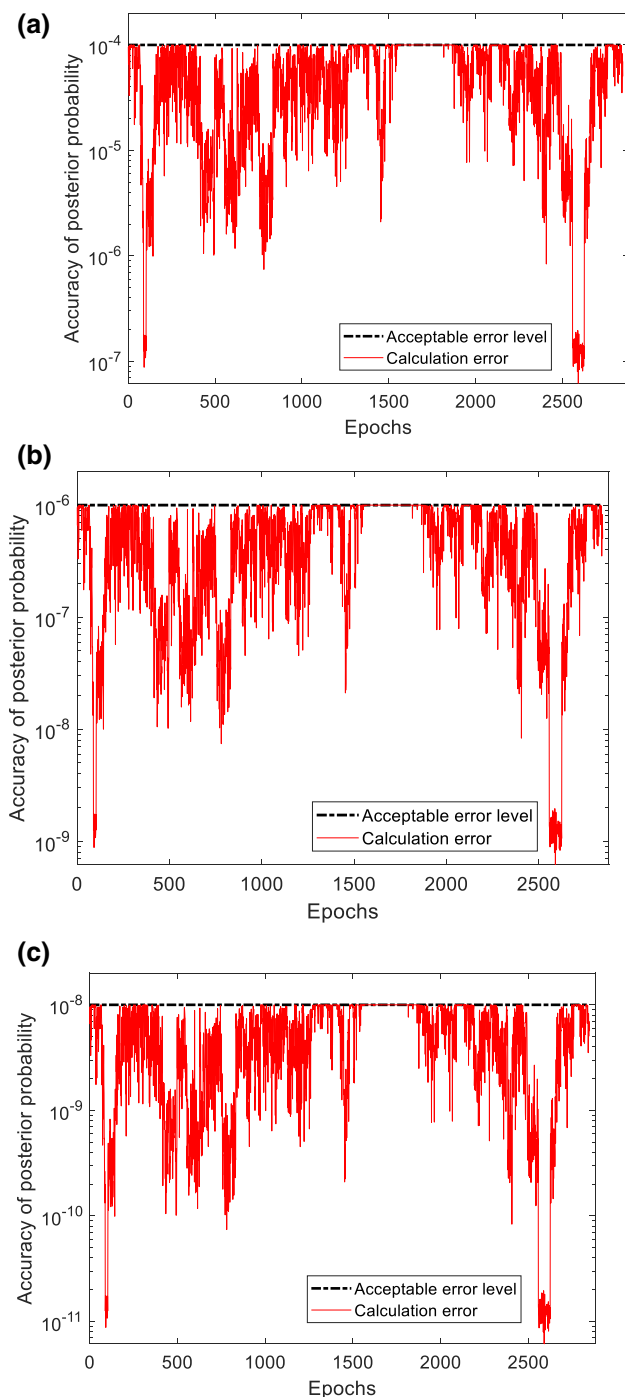 (a)
Accuracy of posterior probability
10⁻⁴
10⁻⁵
10⁻⁶
10⁻⁷
Acceptable error level
Calculation error
0 500 1000 1500 2000 2500
Epochs
(b)
Accuracy of posterior probability
10⁻⁶
10⁻⁷
10⁻⁸
10⁻⁹
Acceptable error level
Calculation error
0 500 1000 1500 2000 2500
Epochs
(c)
Accuracy of posterior probability
10⁻⁸
10⁻⁹
10⁻¹⁰
10⁻¹¹
Acceptable error level
Calculation error
0 500 1000 1500 2000 2500
Epochs